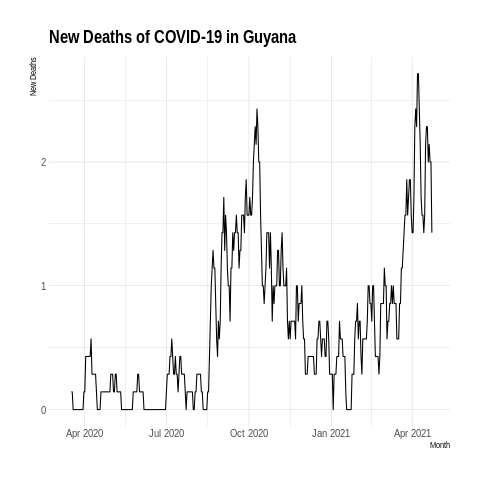 New Deaths of COVID-19 in Guyana
New Deaths
2
1
0
Apr 2020
Jul 2020
Oct 2020
Jan 2021
Apr 2021
Month